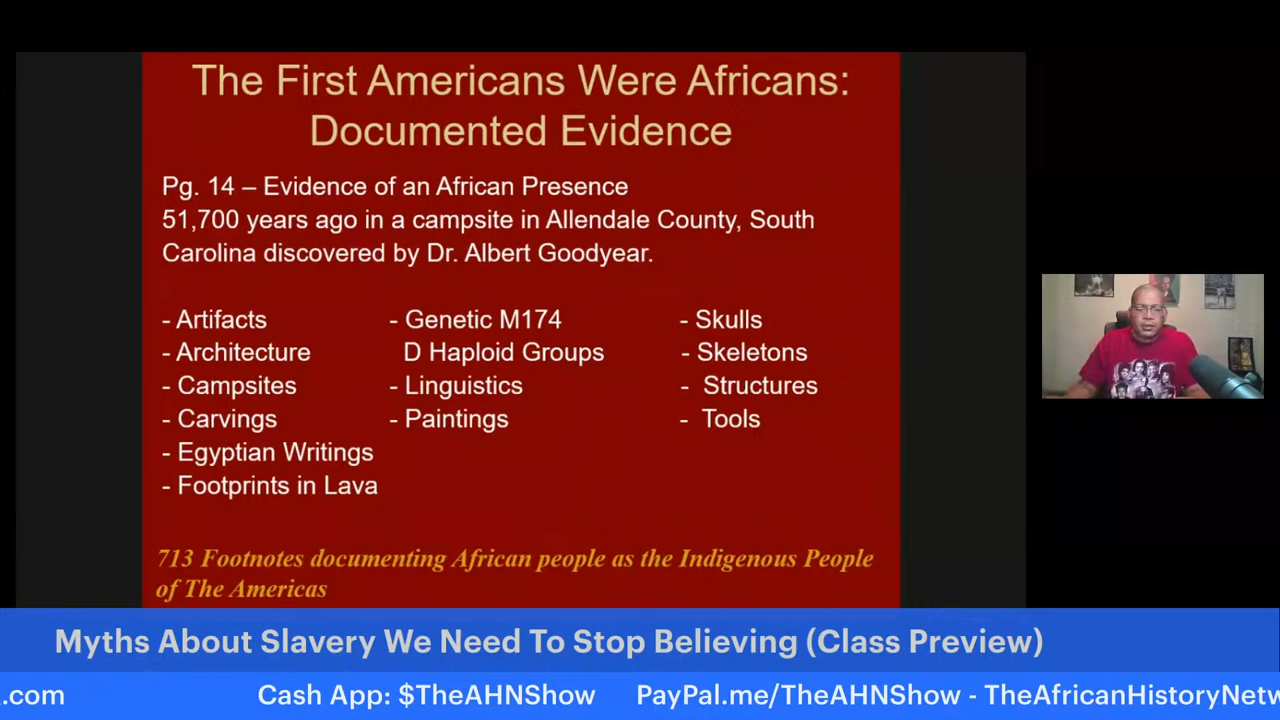 The First Americans Were Africans:
Documented Evidence
Pg. 14 – Evidence of an African Presence
51,700 years ago in a campsite in Allendale County, South
Carolina discovered by Dr. Albert Goodyear.
- Artifacts
- Architecture
- Campsites
- Carvings
- Egyptian Writings
- Footprints in Lava
- Genetic M174
D Haploid Groups
- Linguistics
- Paintings
- Skulls
- Skeletons
- Structures
- Tools
713 Footnotes documenting African people as the Indigenous People
of The Americas
Myths About Slavery We Need To Stop Believing (Class Preview)
.com Cash App: $TheAHNShow PayPal.me/TheAHNShow - TheAfricanHistoryNetw